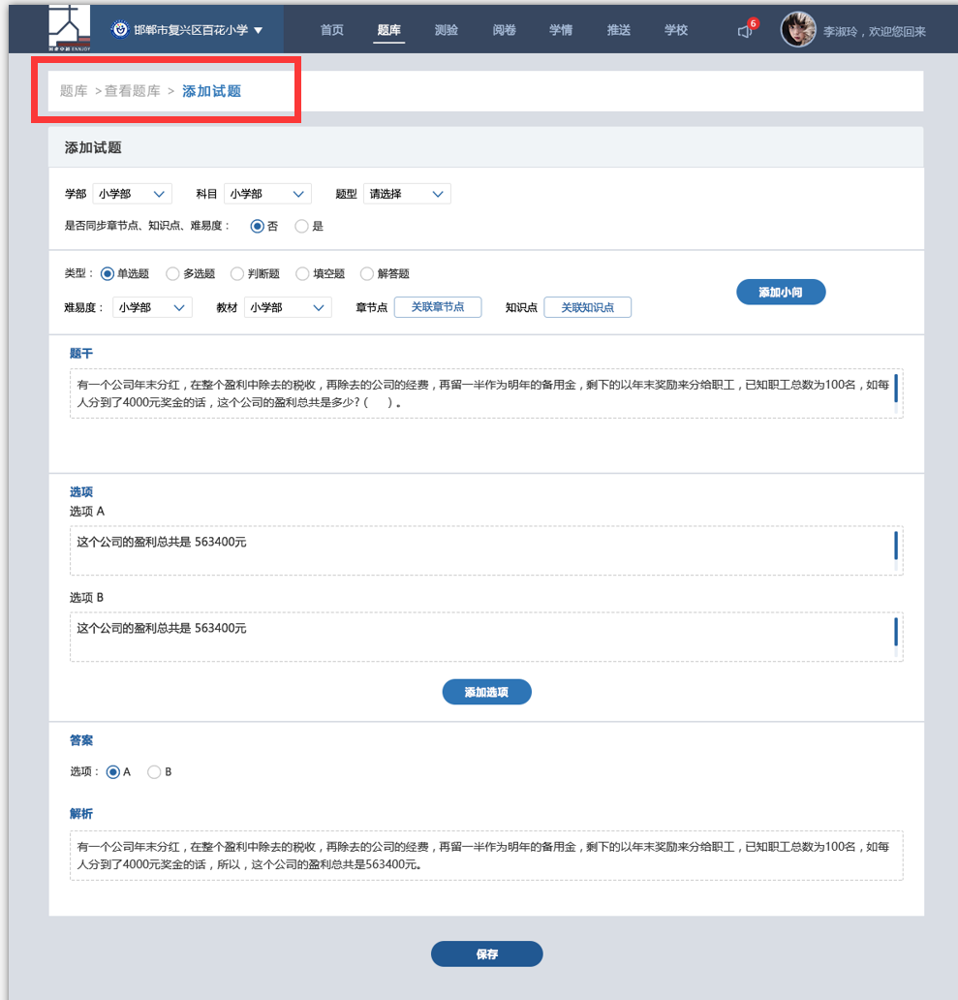 邯郸市复兴区百花小学 ▼ 首页 题库 测验 阅卷 学情 推送 学校 6 李淑玲，欢迎您回来
题库 >查看题库 > 添加试题
添加试题
学部 小学部 科目 小学部 题型 请选择
是否同步章节点、知识点、难易度： 否 是
类型： 单选题 多选题 判断题 填空题 解答题
添加小问
难易度： 小学部 教材 小学部 章节点 关联章节点 知识点 关联知识点
题干
有一个公司年末分红，在整个盈利中除去的税收，再除去的公司的经费，再留一半作为明年的备用金，剩下的以年末奖励来分给职工，已知职工总数为100名，如每
人分到了4000元奖金的话，这个公司的盈利总共是多少?（ ）。
选项
选项 A
这个公司的盈利总共是 563400元
选项 B
这个公司的盈利总共是 563400元
添加选项
答案
选项： A B
解析
有一个公司年末分红，在整个盈利中除去的税收，再除去的公司的经费，再留一半作为明年的备用金，剩下的以年末奖励来分给职工，已知职工总数为100名，如每
人分到了4000元奖金的话，所以，这个公司的盈利总共是563400元。
保存